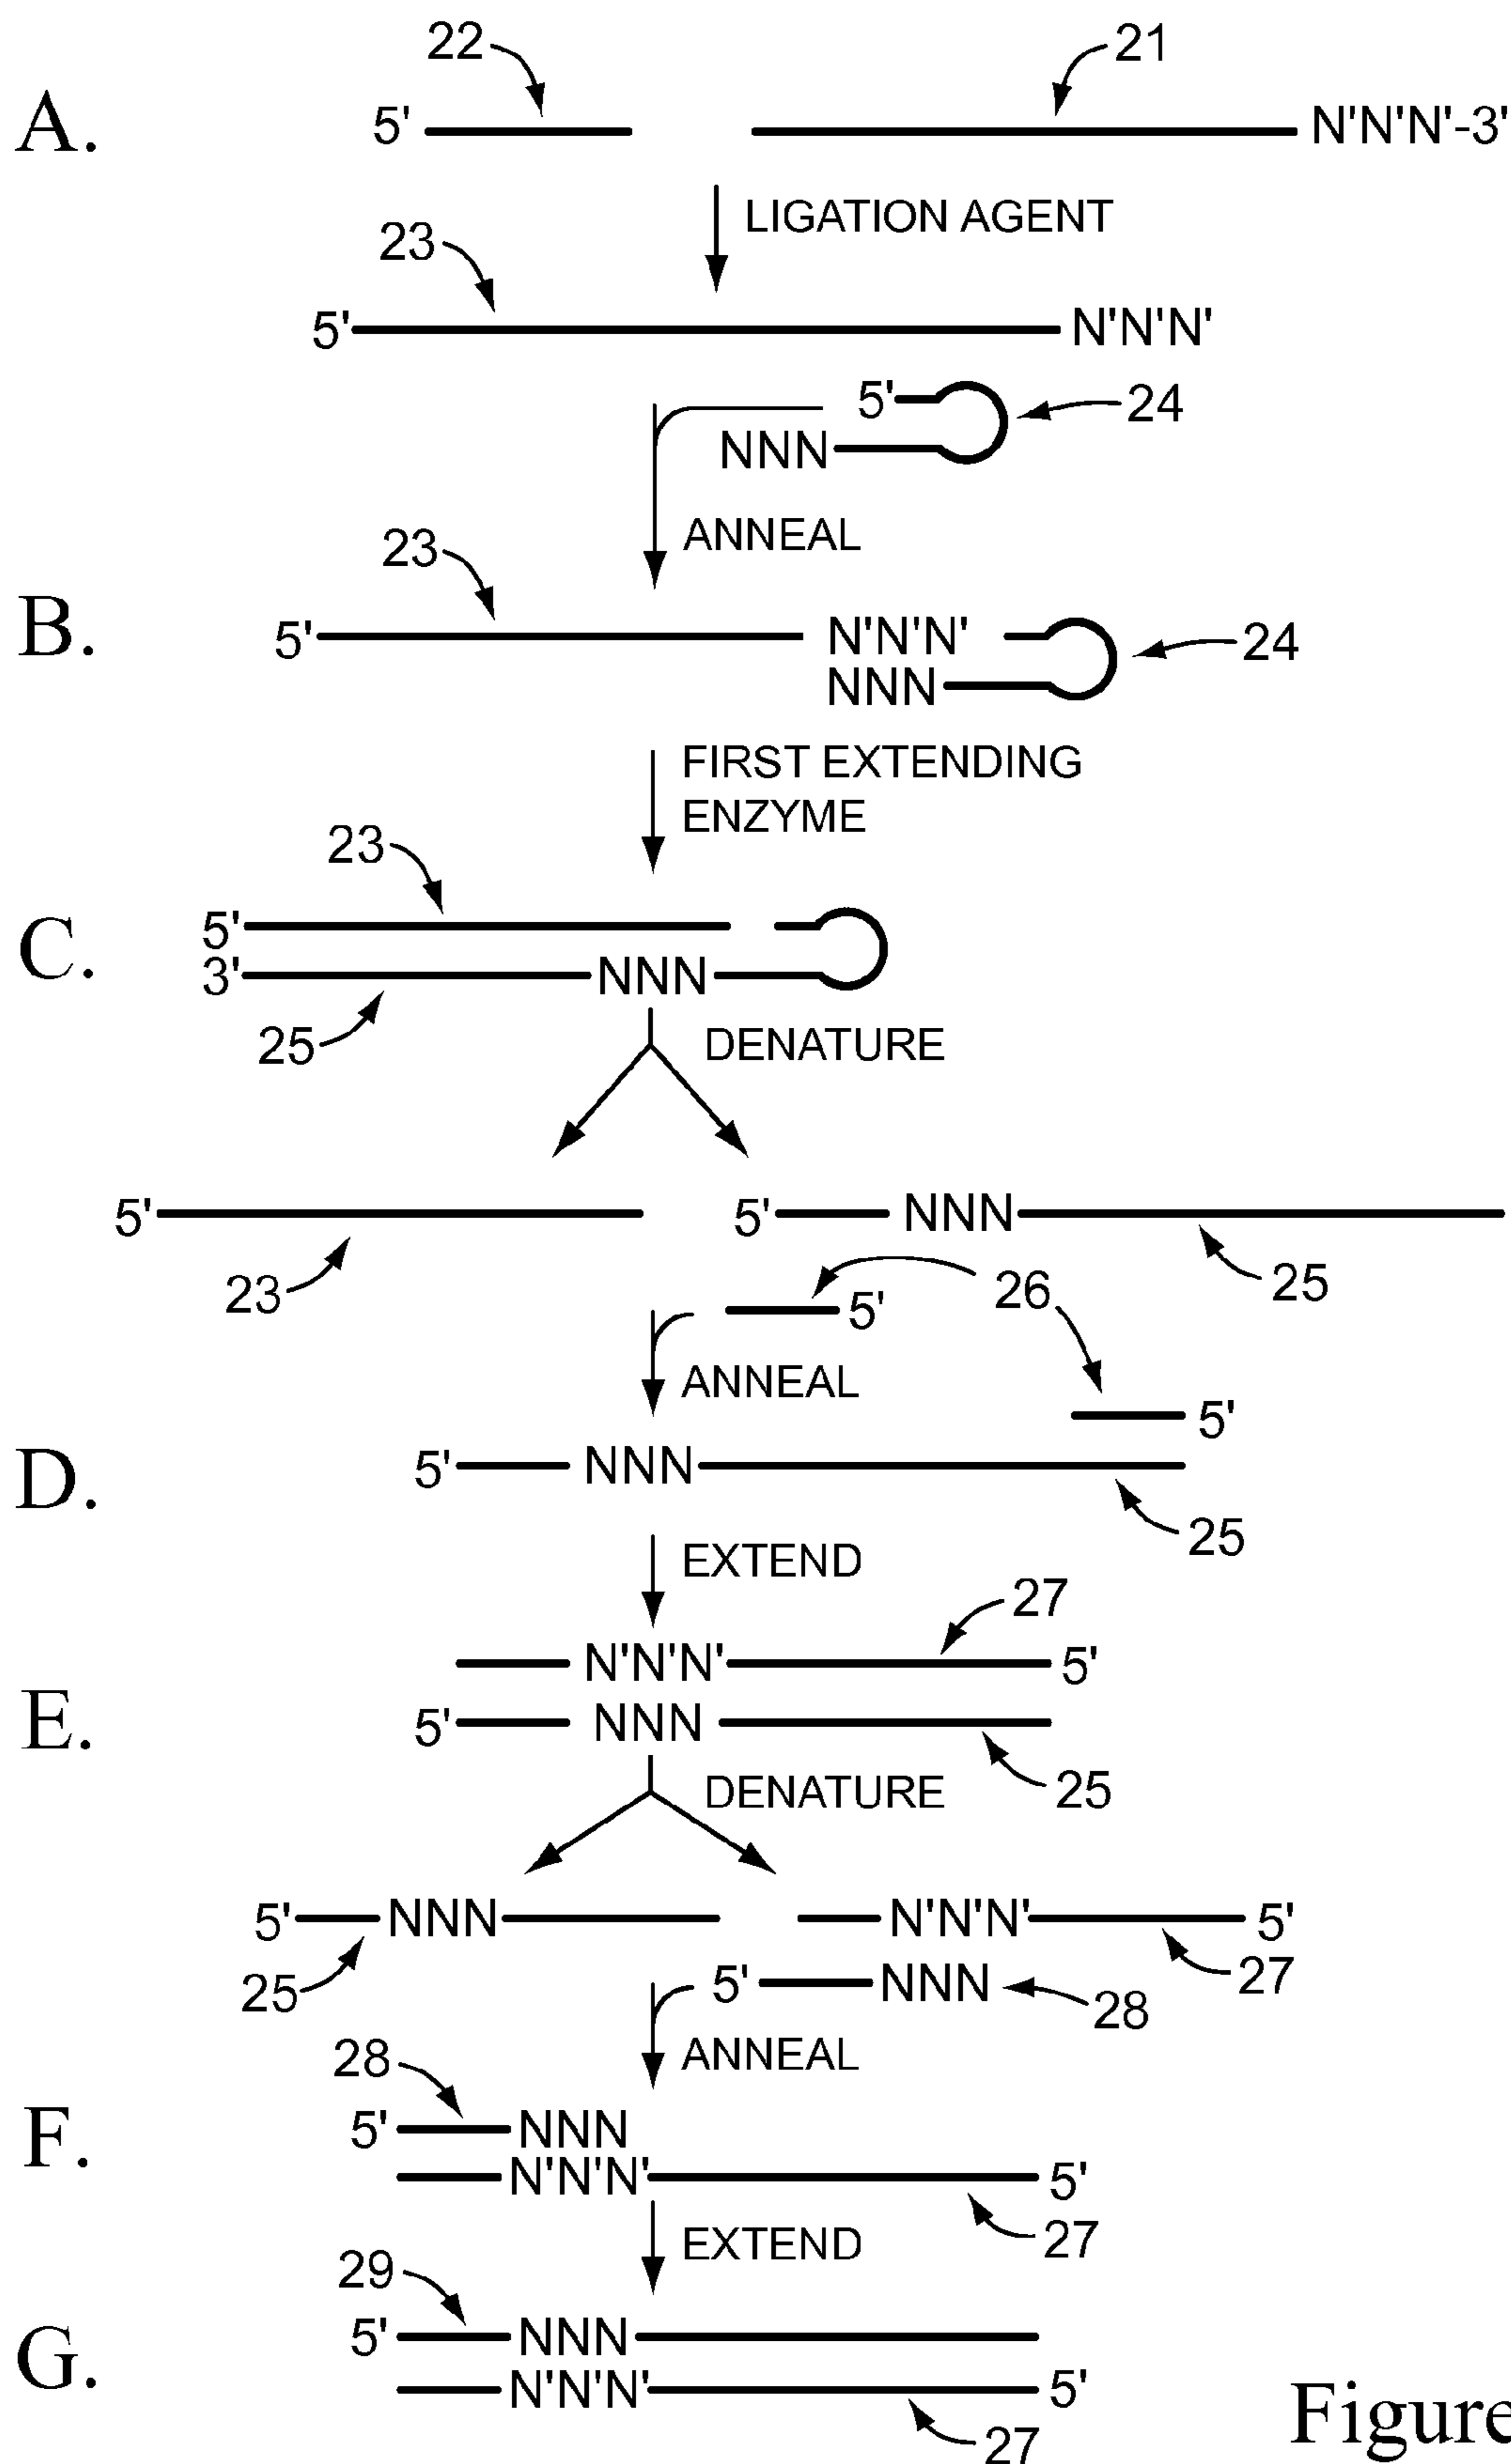 22
21
A.
5'
N'N'N'-3'
LIGATION AGENT
23
5'
N'N'N'
5'
24
NNN
ANNEAL
23
B.
5'
N'N'N'
24
NNN
FIRST EXTENDING
ENZYME
23
C.
5'
3'
NNN
25
DENATURE
5'
5'
NNN
23
26
25
5'
ANNEAL
5'
D.
5'
NNN
25
EXTEND
27
N'N'N'
5'
E.
5'
NNN
25
DENATURE
5'
NNN
N'N'N'
5'
25
5'
NNN
27
28
ANNEAL
28
F.
5'
NNN
N'N'N'
5'
27
EXTEND
29
G.
5'
NNN
N'N'N'
5'
27
Figure